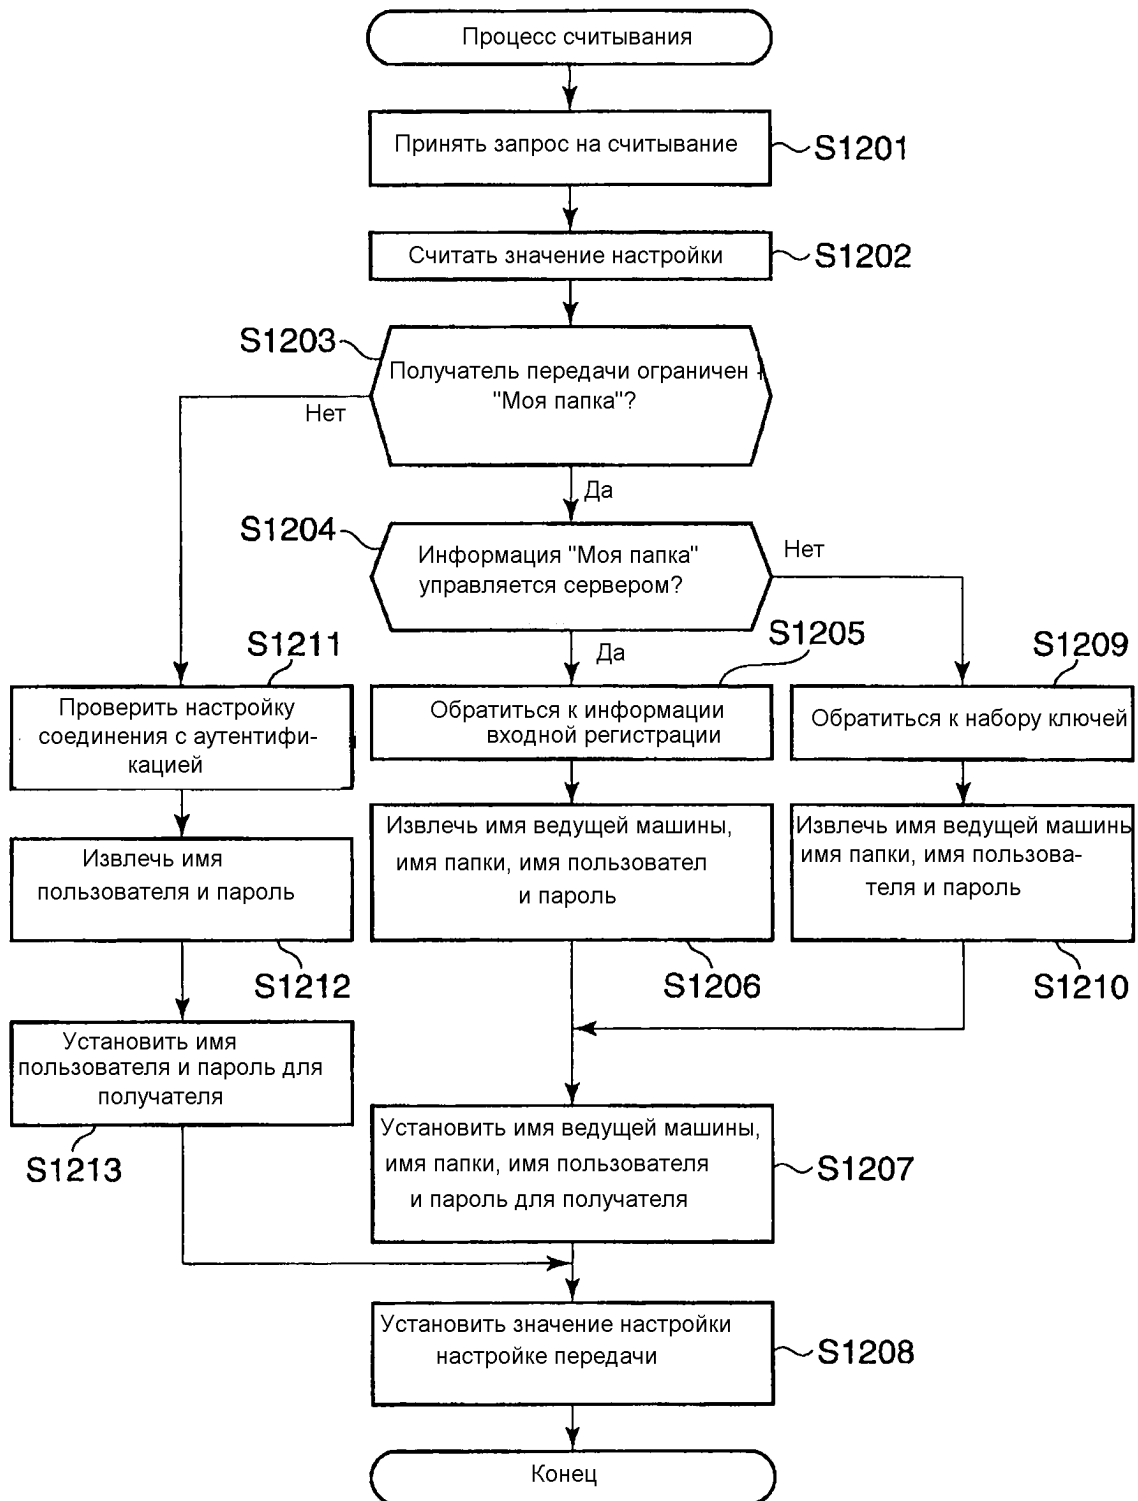 Процесс считывания
Принять запрос на считывание
S1201
Считать значение настройки
S1202
S1203
Получатель передачи ограничен
"Моя папка"?
Нет
Да
S1204
Информация "Моя папка"
управляется сервером?
Нет
Да
S1205
S1209
S1211
Проверить настройку
соединения с аутентифи-
кацией
Обратиться к информации
входной регистрации
Обратиться к набору ключей
Извлечь имя
пользователя и пароль
S1212
Извлечь имя ведущей машины,
имя папки, имя пользовател
и пароль
S1206
Извлечь имя ведущей машины
имя папки, имя пользова-
теля и пароль
S1210
Установить имя
пользователя и пароль для
получателя
S1213
Установить имя ведущей машины,
имя папки, имя пользователя
и пароль для получателя
S1207
Установить значение настройки
настройке передачи
S1208
Конец